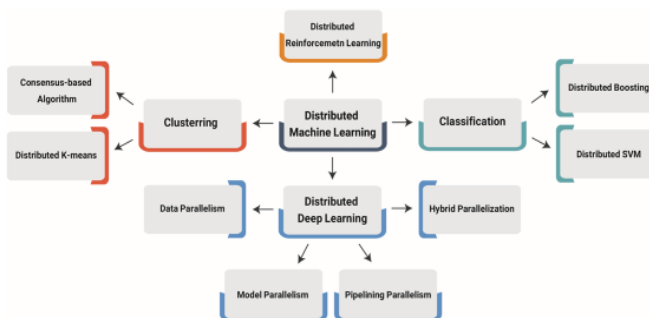 Distributed
Reinforcemetn Learning
Consensus-based
Algorithm
Clusterring
Distributed
Machine Learning
Classification
Distributed Boosting
Distributed K-means
Distributed SVM
Data Parallelism
Distributed
Deep Learning
Hybrid Parallelization
Model Parallelism
Pipelining Parallelism